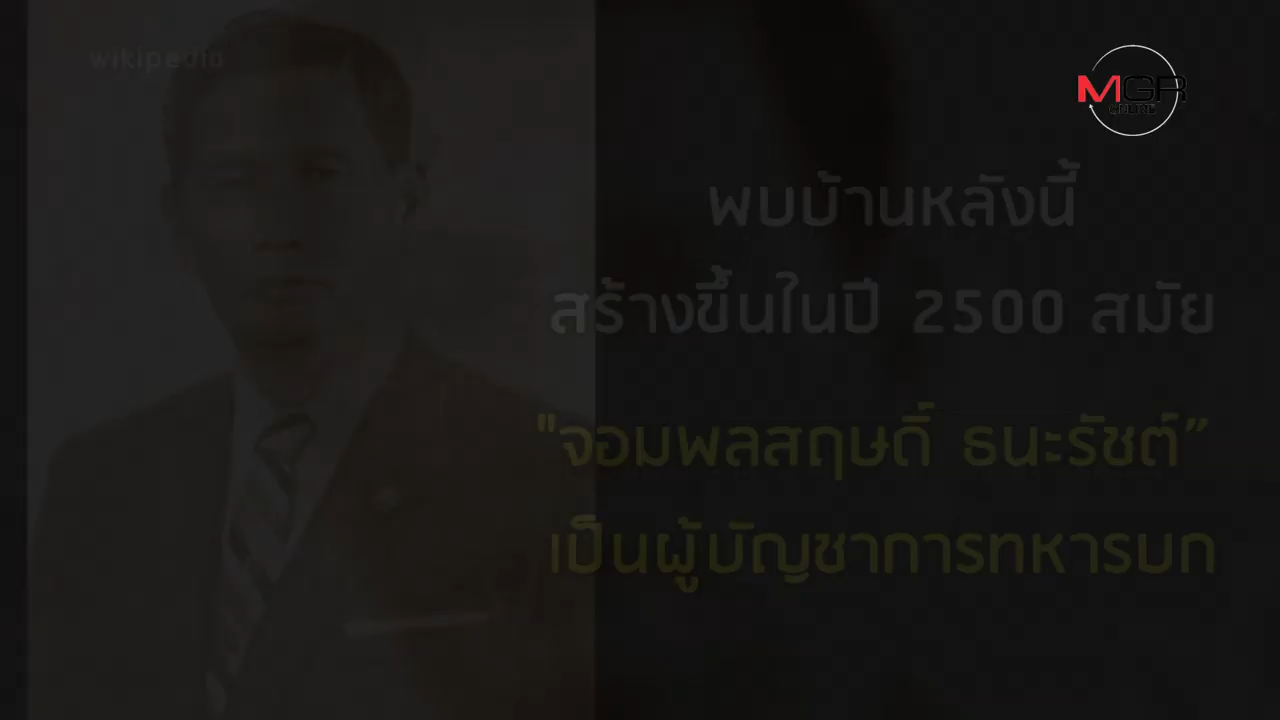 wikipedia
MGR
ONLINE
พบบ้านหลังนี้
สร้างขึ้นในปี 2500 สมัย
"จอมพลสฤษดิ์ ธนะรัชต์”
เป็นผู้บัญชาการทหารบก